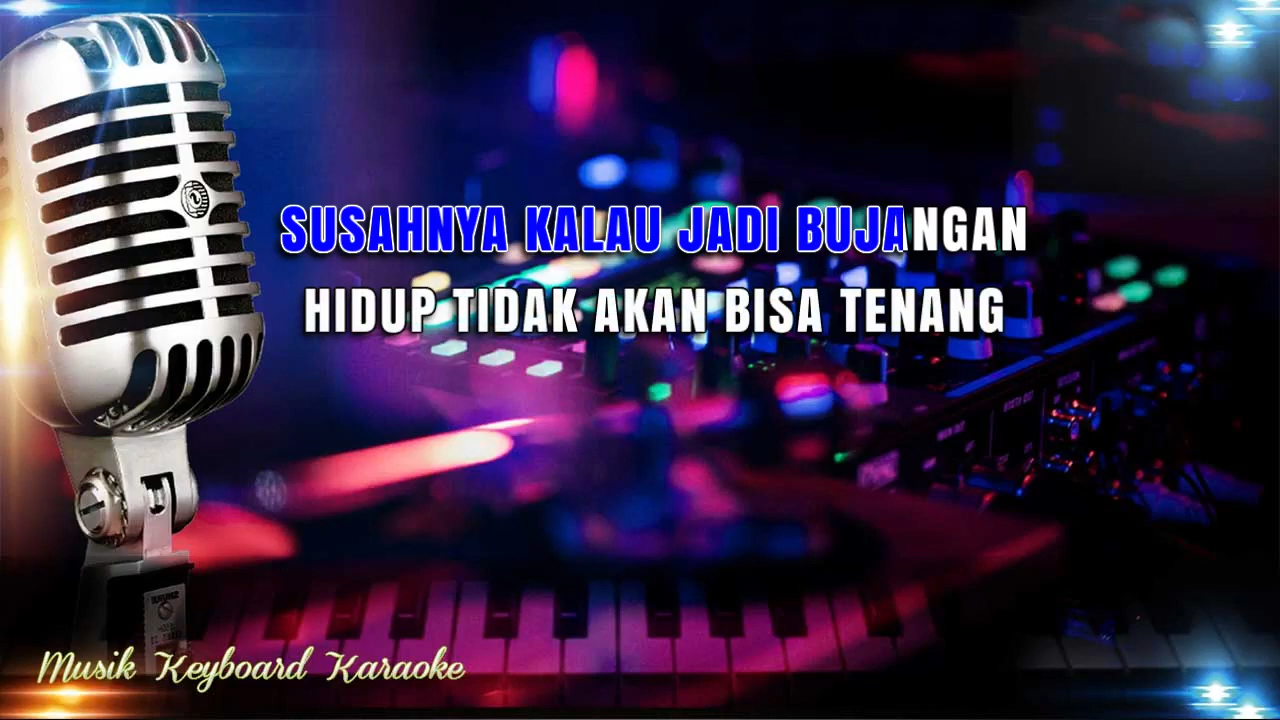 SUSAHNYA KALAU JADI BUJANGAN
HIDUP TIDAK AKAN BISA TENANG
Musik Keyboard Karaoke